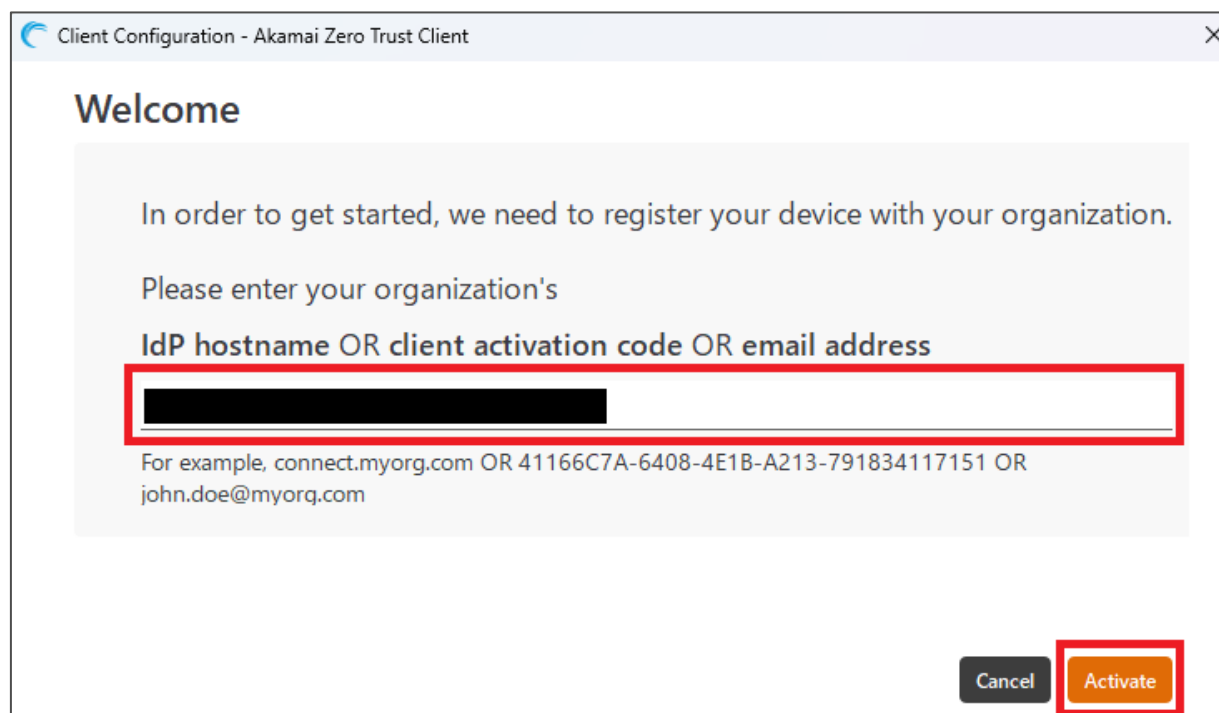 Client Configuration - Akamai Zero Trust Client
Welcome
In order to get started, we need to register your device with your organization.
Please enter your organization's
IdP hostname OR client activation code OR email address
For example, connect.myorg.com OR 41166C7A-6408-4E1B-A213-791834117151 OR
john.doe@myorg.com
Cancel Activate